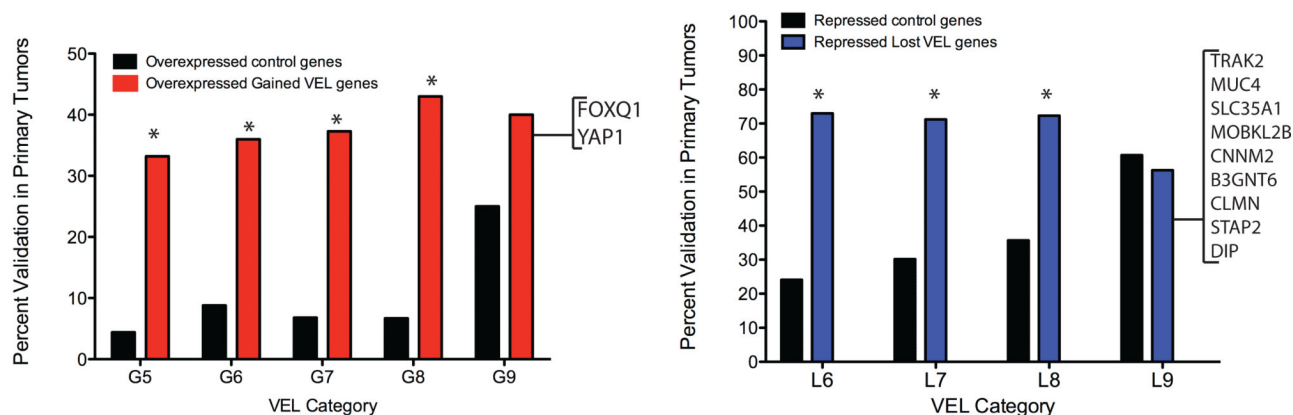 Percent Validation in Primary Tumors
50
40
30
20
10
0
Overexpressed control genes
Overexpressed Gained VEL genes
*
*
*
*
FOXQ1
YAP1
G5
G6
G7
G8
G9
VEL Category
Percent Validation in Primary Tumors
100
90
80
70
60
50
40
30
20
10
0
Repressed control genes
Repressed Lost VEL genes
*
*
*
TRAK2
MUC4
SLC35A1
MOBKL2B
CNNM2
B3GNT6
CLMN
STAP2
DIP
L6
L7
L8
L9
VEL Category